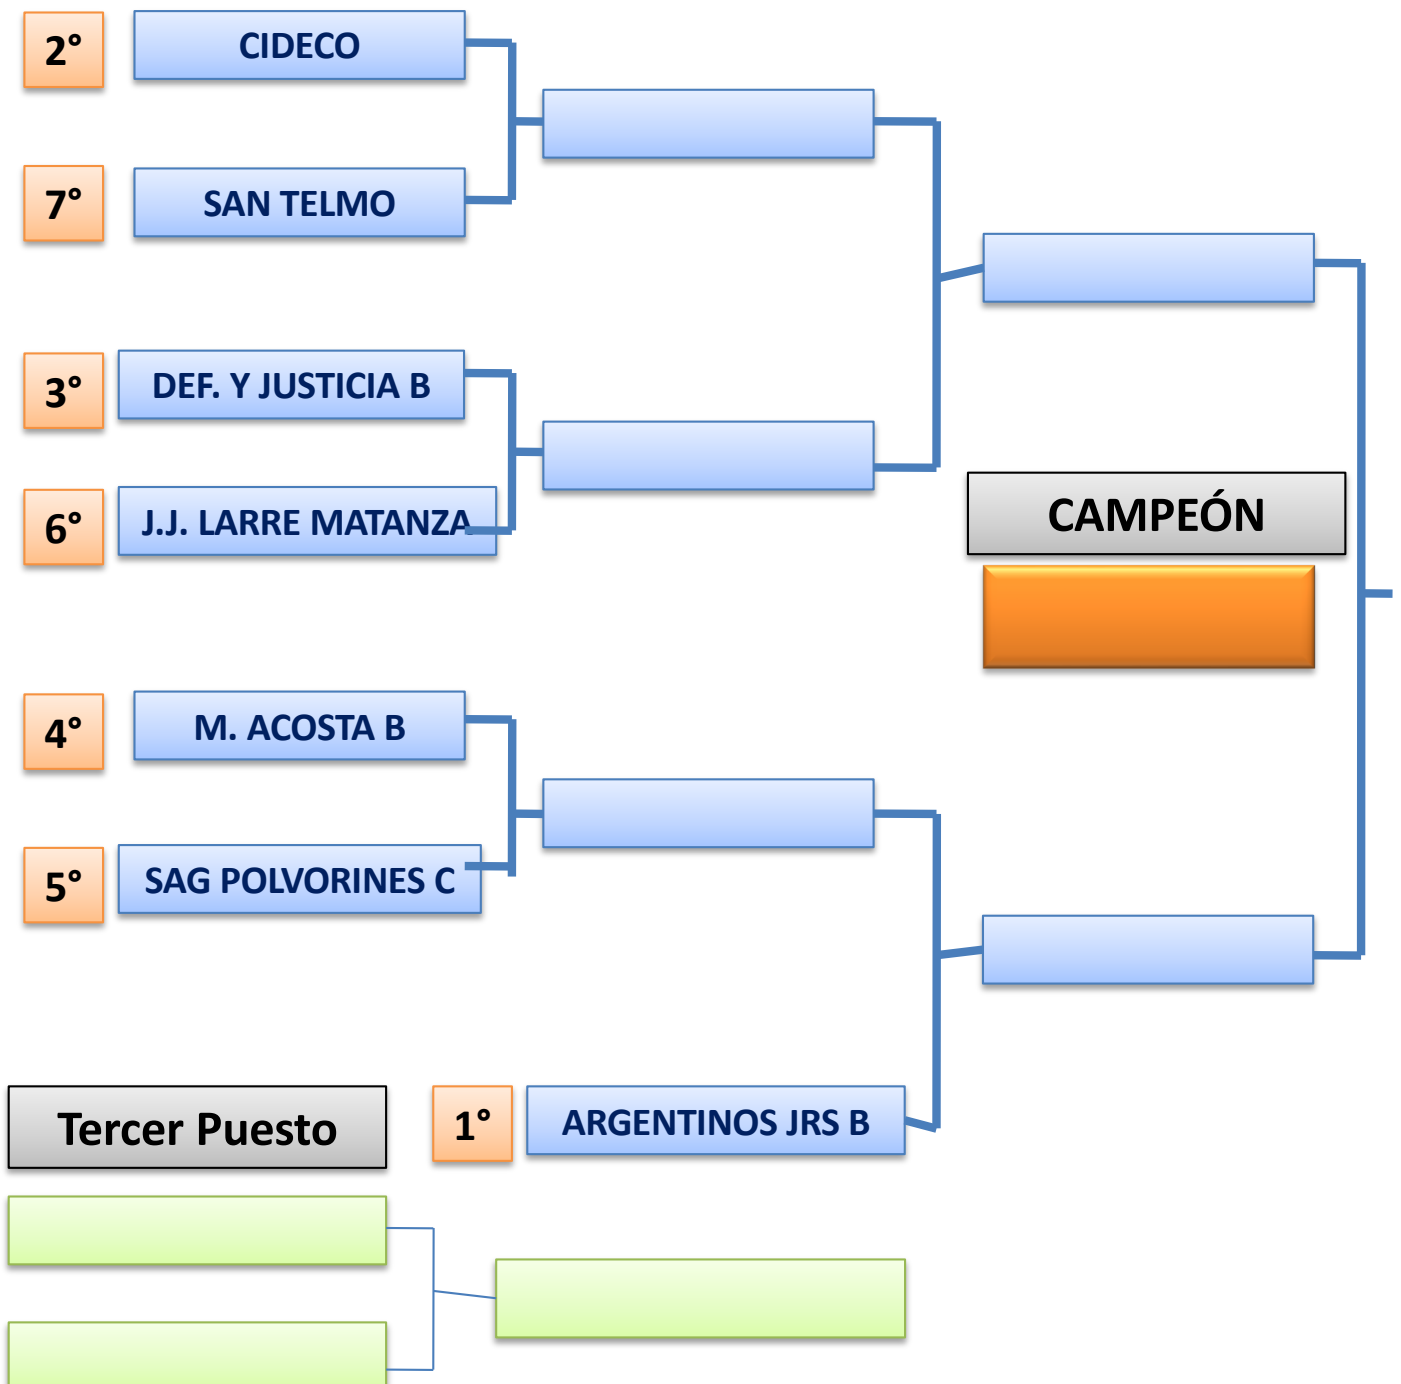 2° CIDECO
7° SAN TELMO
3° DEF. Y JUSTICIA B
6° J.J. LARRE MATANZA
CAMPEÓN
4° M. ACOSTA B
5° SAG POLVORINES C
Tercer Puesto
1° ARGENTINOS JRS B